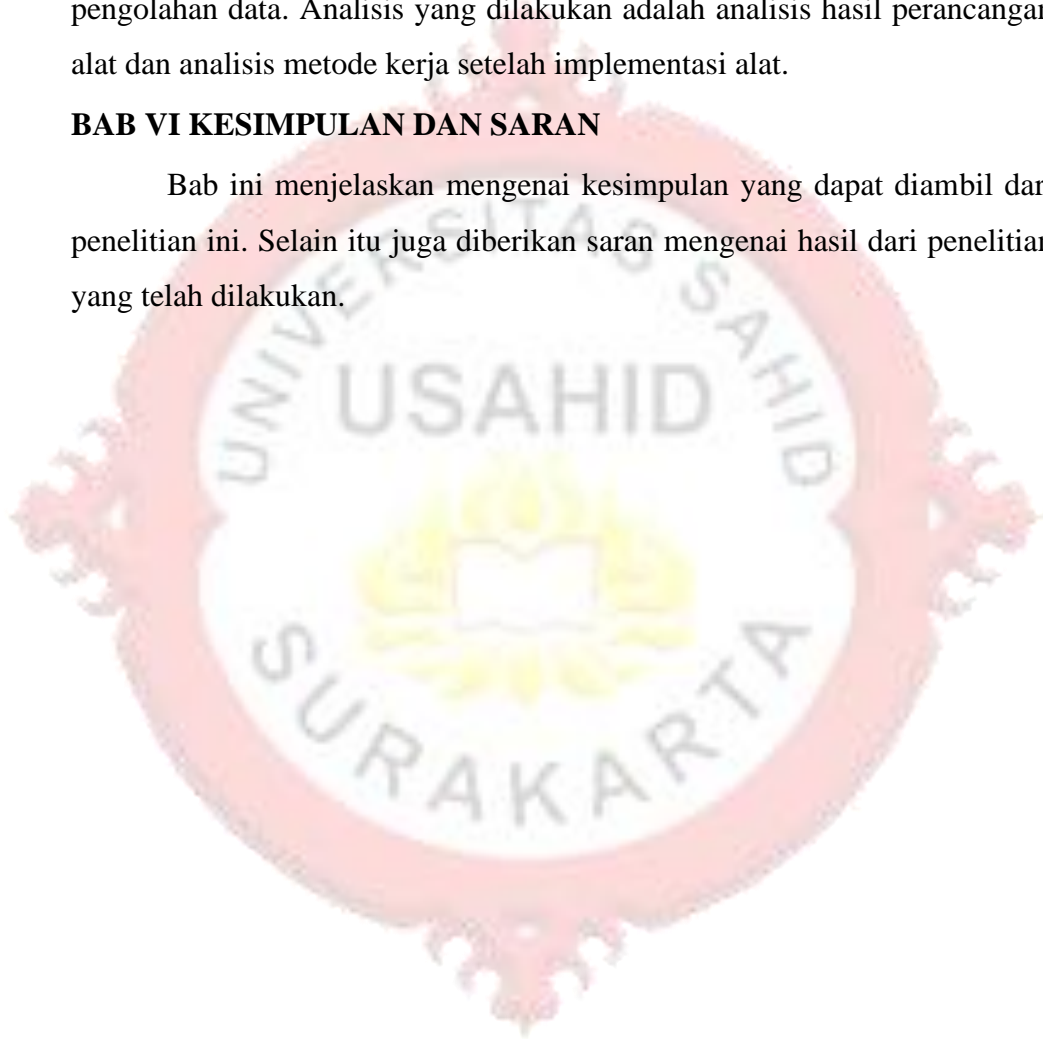 pengolahan data. Analisis yang dilakukan adalah analisis hasil perancangan
alat dan analisis metode kerja setelah implementasi alat.
BAB VI KESIMPULAN DAN SARAN
Bab ini menjelaskan mengenai kesimpulan yang dapat diambil dari
penelitian ini. Selain itu juga diberikan saran mengenai hasil dari penelitian
yang telah dilakukan.
UNIVERSITAS SAHID
USAHID
SURAKARTA